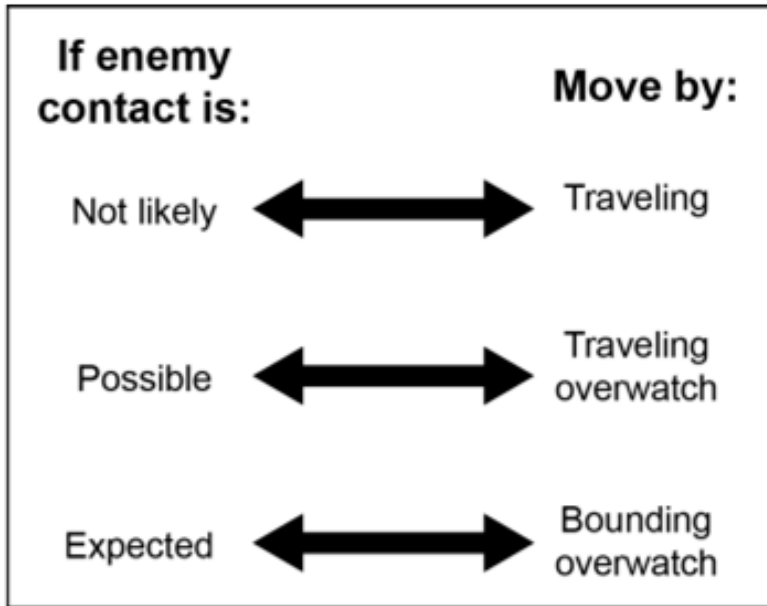 If enemy
contact is:
Move by:
Not likely
Traveling
Possible
Traveling
overwatch
Expected
Bounding
overwatch